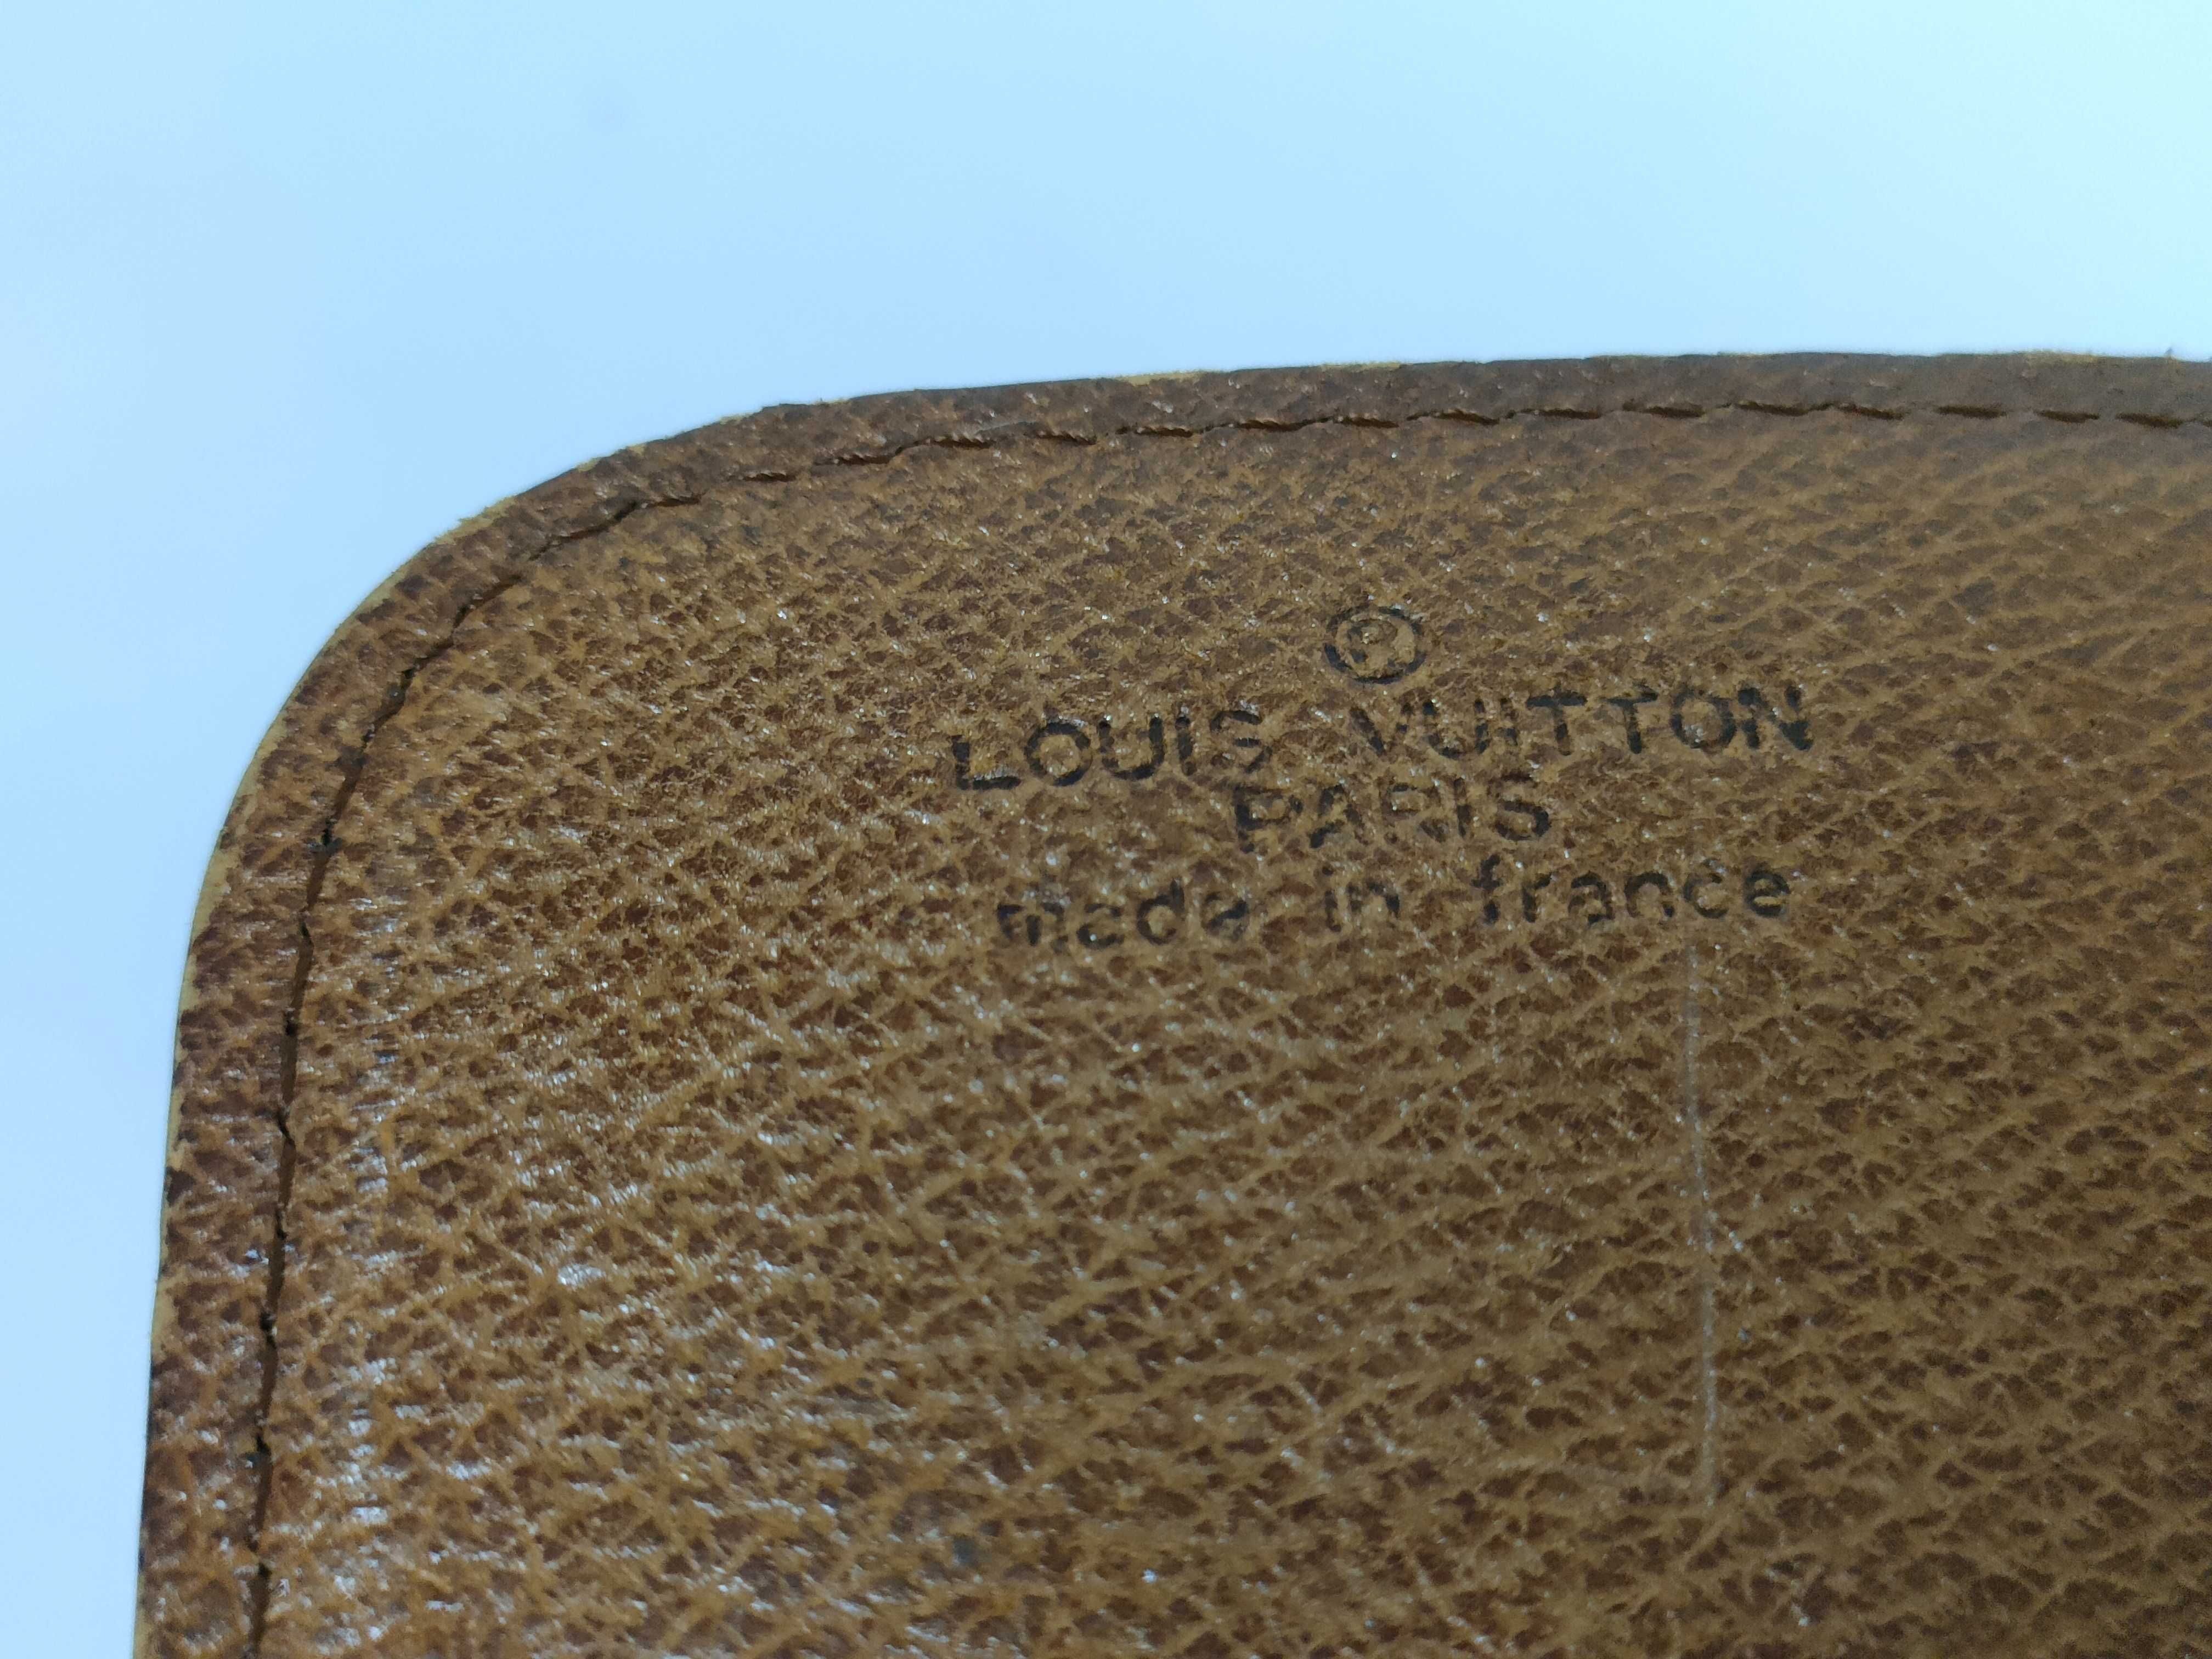 ®
LOUIS VUITTON
PARIS
made in france